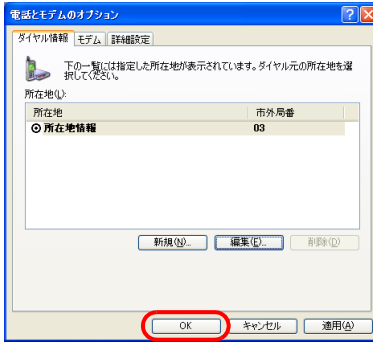 電話とモデムのオプション
ダイヤル情報 モデム 詳細設定
下の一覧には指定した所在地が表示されています。ダイヤル元の所在地を選
択してください。
所在地(L):
所在地 市外局番
所在地情報 03
新規(N)... 編集(E)... 削除(D)
OK キャンセル 適用(A)